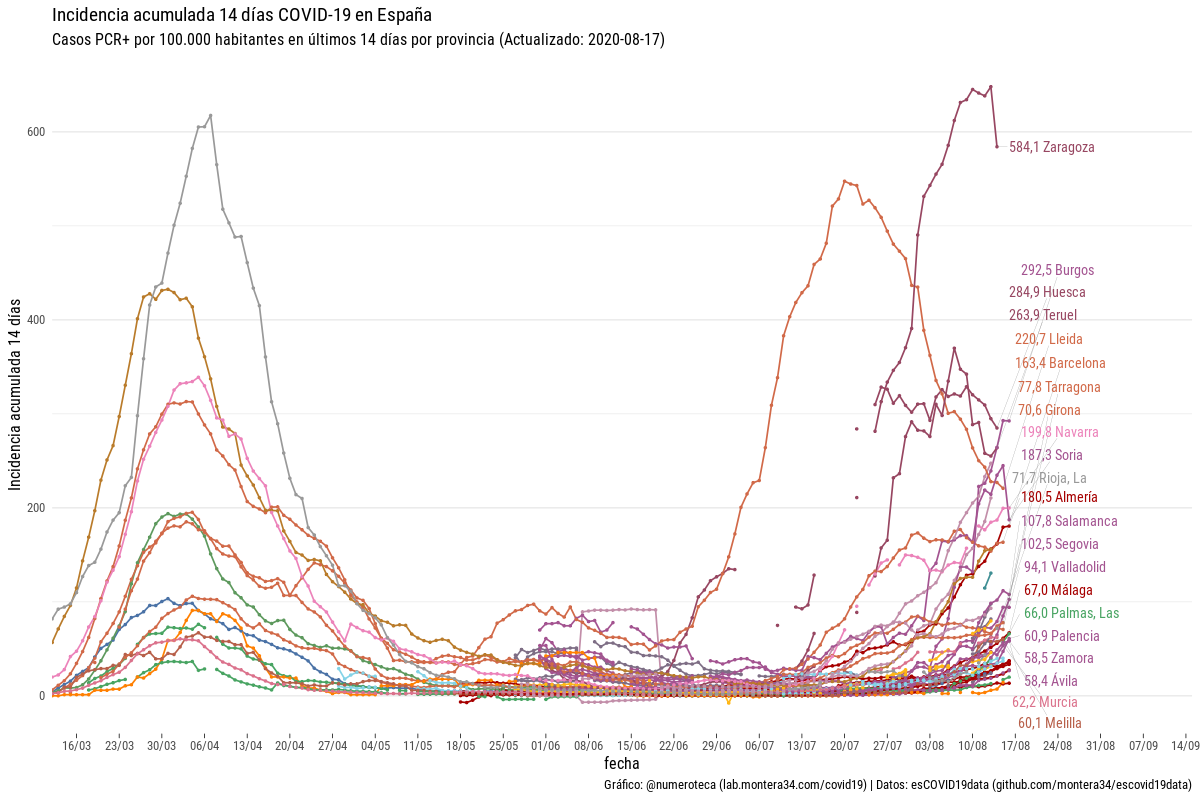 Incidencia acumulada 14 días COVID-19 en España
Casos PCR+ por 100.000 habitantes en últimos 14 días por provincia (Actualizado: 2020-08-17)
Incidencia acumulada 14 días
600
400
200
0
584,1 Zaragoza
292,5 Burgos
284,9 Huesca
263,9 Teruel
220,7 Lleida
163,4 Barcelona
77,8 Tarragona
70,6 Girona
199,8 Navarra
187,3 Soria
71,7 Rioja, La
180,5 Almería
107,8 Salamanca
102,5 Segovia
94,1 Valladolid
67,0 Málaga
66,0 Palmas, Las
60,9 Palencia
58,5 Zamora
58,4 Ávila
62,2 Murcia
60,1 Melilla
16/03 23/03 30/03 06/04 13/04 20/04 27/04 04/05 11/05 18/05 25/05 01/06 08/06 15/06 22/06 29/06 06/07 13/07 20/07 27/07 03/08 10/08 17/08 24/08 31/08 07/09 14/09
fecha
Gráfico: @numeroteca (lab.montera34.com/covid19) | Datos: esCOVID19data (github.com/montera34/escovid19data)